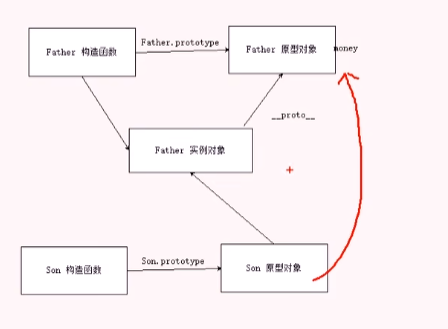 Father 构造函数
Father.prototype
Father 原型对象
money
__proto__
Father 实例对象
Son 构造函数
Son.prototype
Son 原型对象